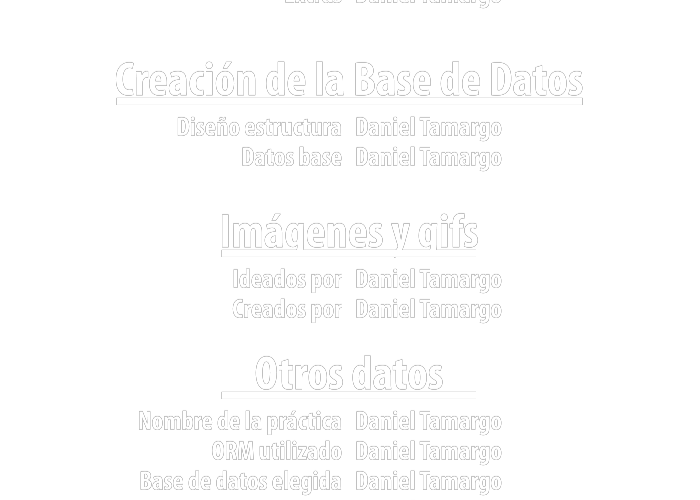 Extras Daniel Tamargo
Creación de la Base de Datos
Diseño estructura Daniel Tamargo
Datos base Daniel Tamargo
Imágenes y gifs
Ideados por Daniel Tamargo
Creados por Daniel Tamargo
Otros datos
Nombre de la práctica Daniel Tamargo
ORM utilizado Daniel Tamargo
Base de datos elegida Daniel Tamargo